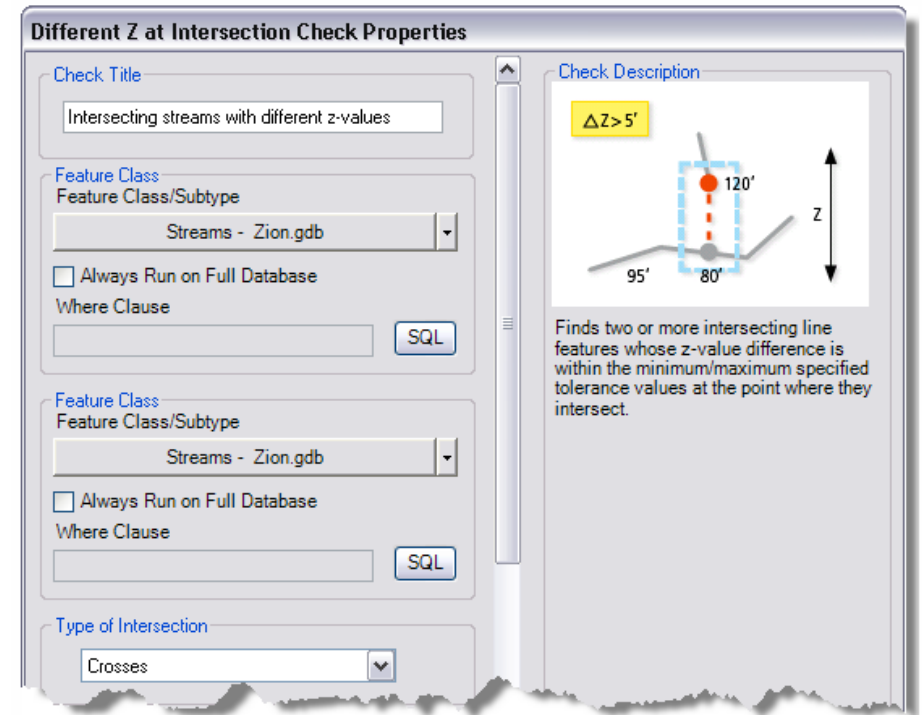 Different Z at Intersection Check Properties
Check Title
Intersecting streams with different z-values
Feature Class
Feature Class/Subtype
Streams - Zion.gdb
Always Run on Full Database
Where Clause
SQL
Feature Class
Feature Class/Subtype
Streams - Zion.gdb
Always Run on Full Database
Where Clause
SQL
Type of Intersection
Crosses
Check Description
△Z>5′
120′
Z
95′
80′
Finds two or more intersecting line
features whose z-value difference is
within the minimum/maximum specified
tolerance values at the point where they
intersect.